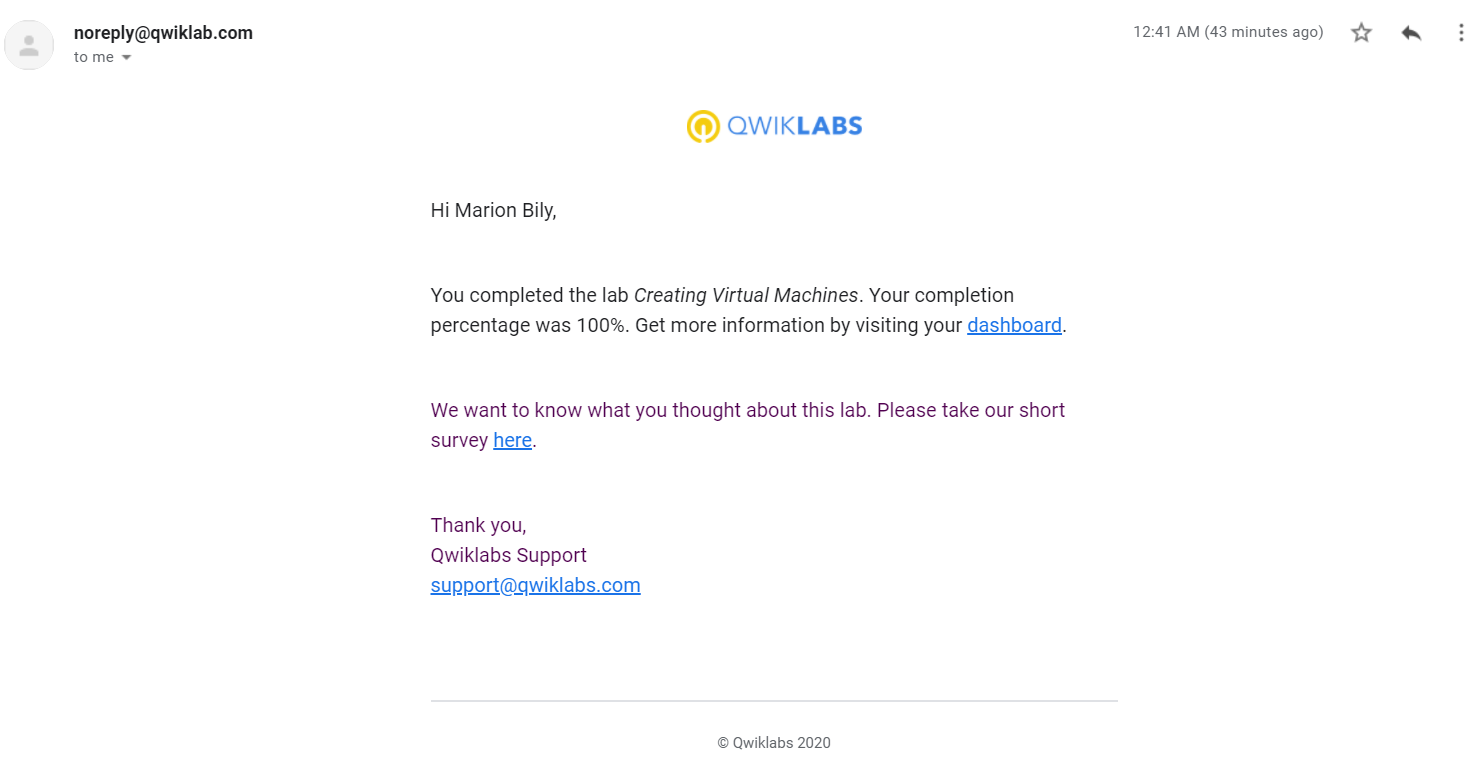 noreply@qwiklab.com
12:41 AM (43 minutes ago)
to me
QWIKLABS
Hi Marion Bily,
You completed the lab Creating Virtual Machines. Your completion
percentage was 100%. Get more information by visiting your dashboard.
We want to know what you thought about this lab. Please take our short
survey here.
Thank you,
Qwiklabs Support
support@qwiklabs.com
© Qwiklabs 2020